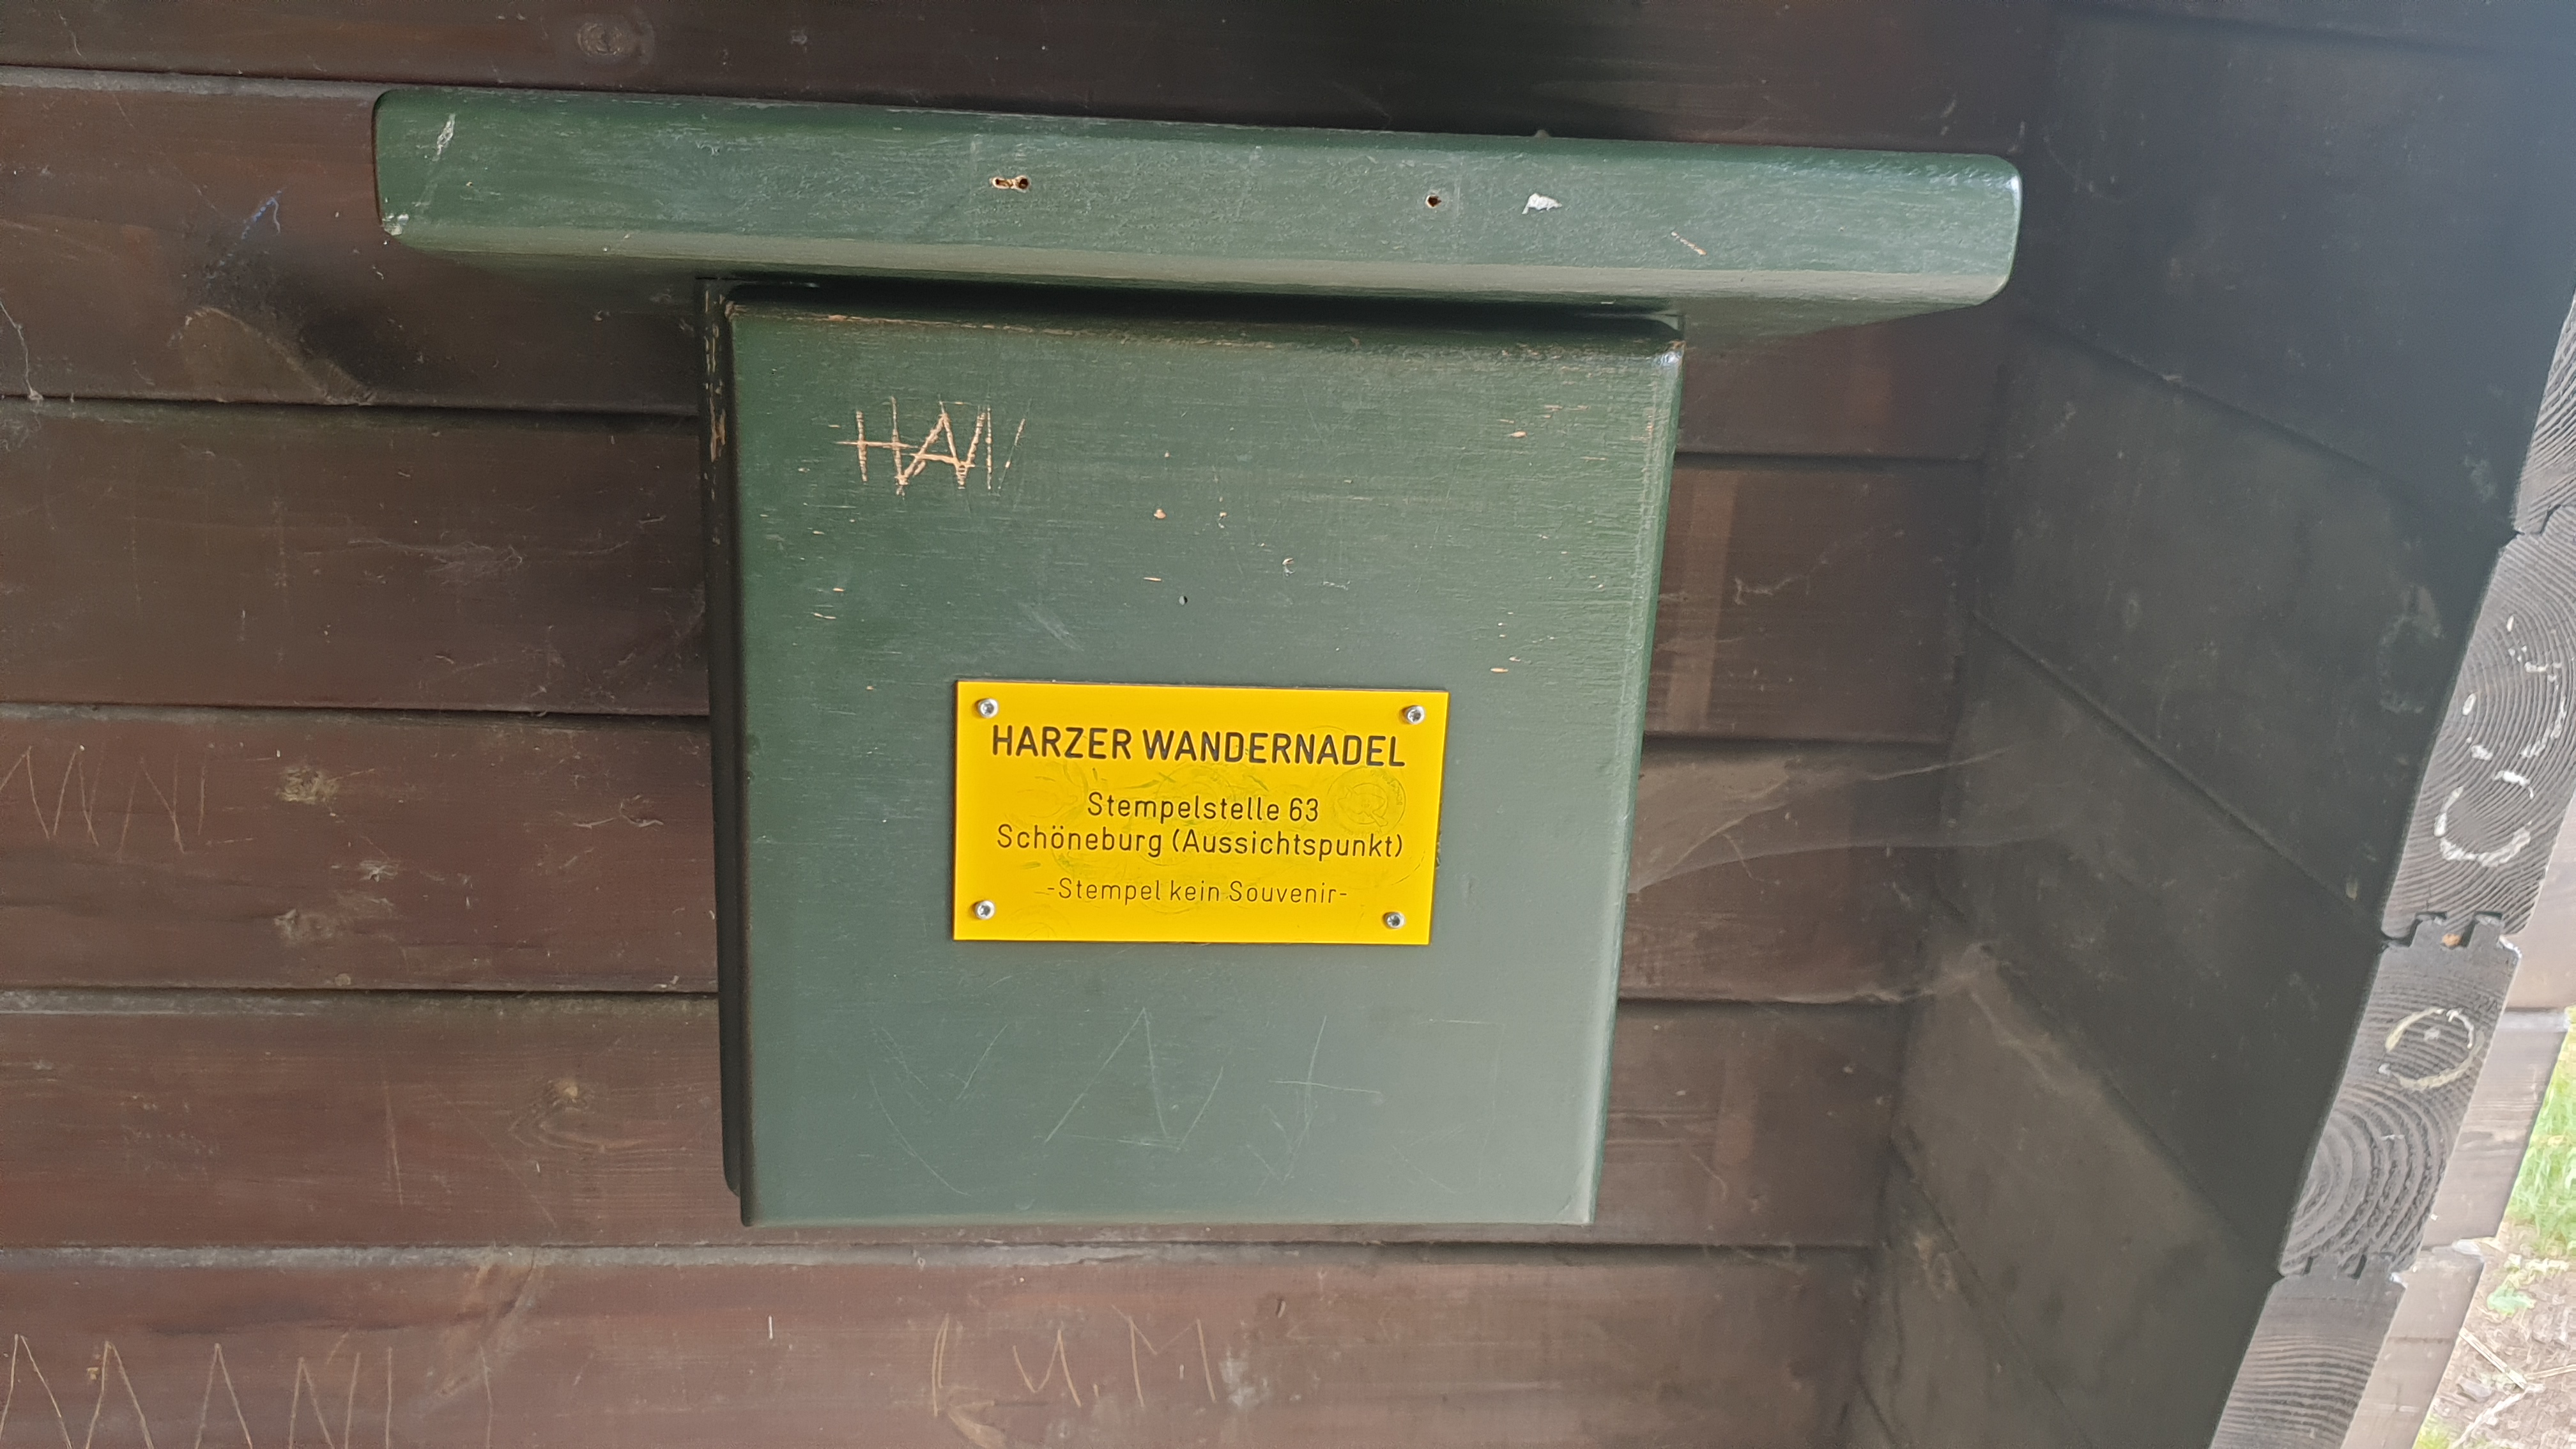 HARZER WANDERNADEL
Stempelstelle 63
Schöneburg (Aussichtspunkt)
-Stempel kein Souvenir-